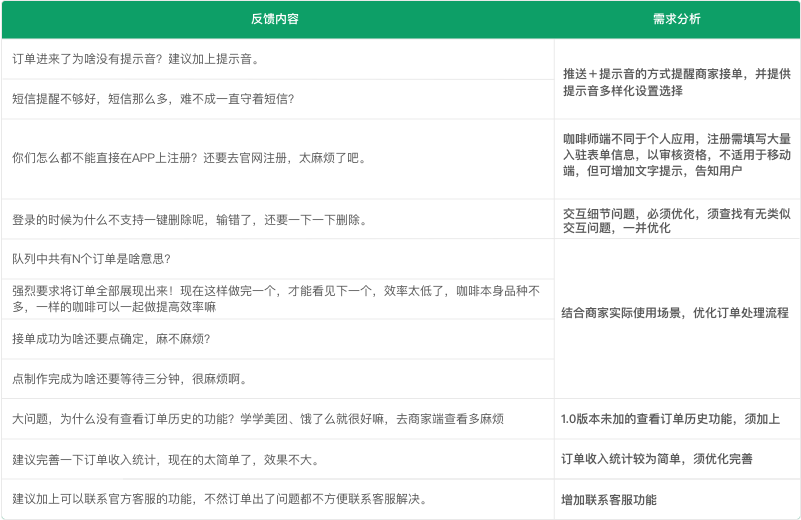 反馈内容
需求分析
订单进来了为啥没有提示音？建议加上提示音。
短信提醒不够好，短信那么多，难不成一直守着短信？
推送＋提示音的方式提醒商家接单，并提供
提示音多样化设置选择
你们怎么都不能直接在APP上注册？还要去官网注册，太麻烦了吧。
咖啡师端不同于个人应用，注册需填写大量
入驻表单信息，以审核资格，不适用于移动
端，但可增加文字提示，告知用户
登录的时候为什么不支持一键删除呢，输错了，还要一下一下删除。
交互细节问题，必须优化，须查找有无类似
交互问题，一并优化
队列中共有N个订单是啥意思？
强烈要求将订单全部展现出来！现在这样做完一个，才能看见下一个，效率太低了，咖啡本身品种不
多，一样的咖啡可以一起做提高效率嘛
接单成功为啥还要点确定，麻不麻烦？
点制作完成为啥还要等待三分钟，很麻烦啊。
结合商家实际使用场景，优化订单处理流程
大问题，为什么没有查看订单历史的功能？学学美团、饿了么就很好嘛，去商家端查看多麻烦
1.0版本未加的查看订单历史功能，须加上
建议完善一下订单收入统计，现在的太简单了，效果不大。
订单收入统计较为简单，须优化完善
建议加上可以联系官方客服的功能，不然订单出了问题都不方便联系客服解决。
增加联系客服功能